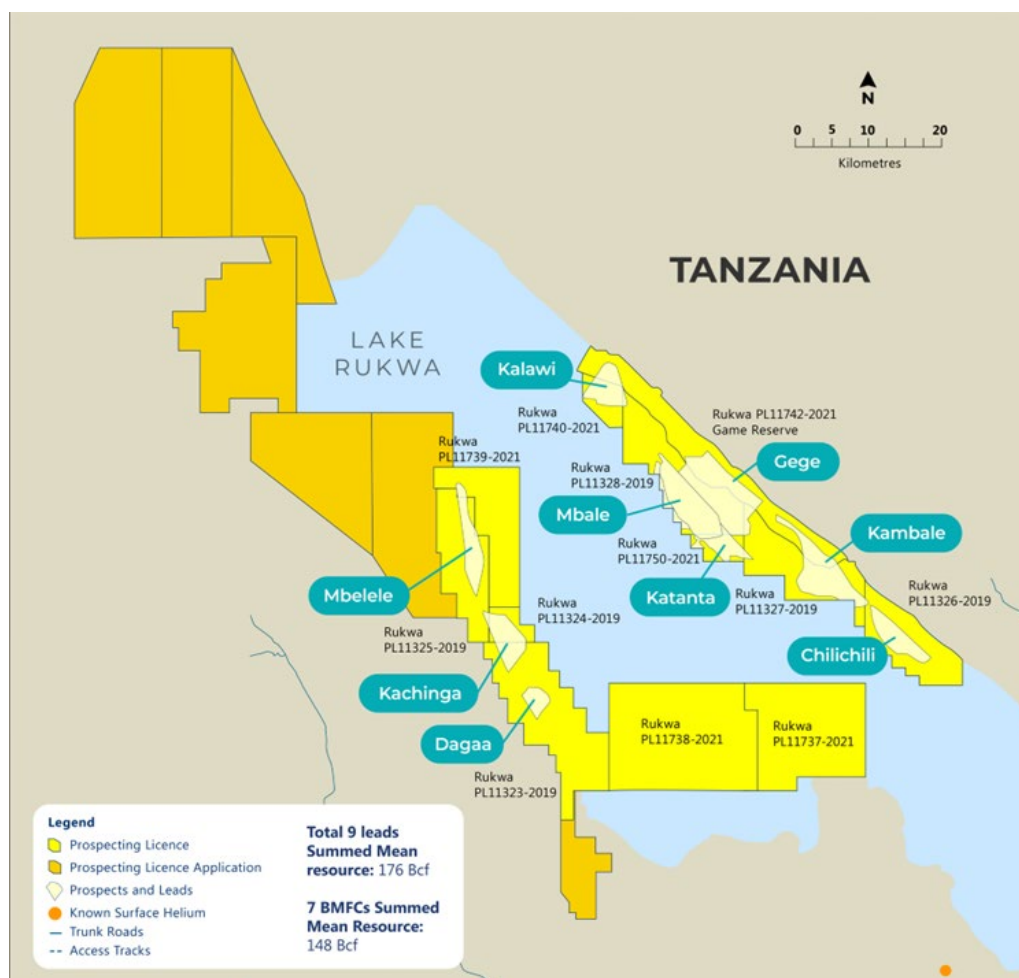 N
0 5 10 20
Kilometres
TANZANIA
LAKE
RUKWA
Kalawi
Rukwa
PL11740-2021
Rukwa PL11742-2021
Game Reserve
Gege
Rukwa
PL11739-2021
Rukwa
PL11328-2019
Mbale
Kambale
Rukwa
PL11750-2021
Katanta
Rukwa
PL11327-2019
Rukwa
PL11326-2019
Mbelele
Rukwa
PL11324-2019
Rukwa
PL11325-2019
Chilichili
Kachinga
Dagaa
Rukwa
PL11738-2021
Rukwa
PL11737-2021
Rukwa
PL11323-2019
Legend
Prospecting Licence
Prospecting Licence Application
Prospects and Leads
Known Surface Helium
Trunk Roads
Access Tracks
Total 9 leads
Summed Mean
resource: 176 Bcf
7 BMFCs Summed
Mean Resource:
148 Bcf